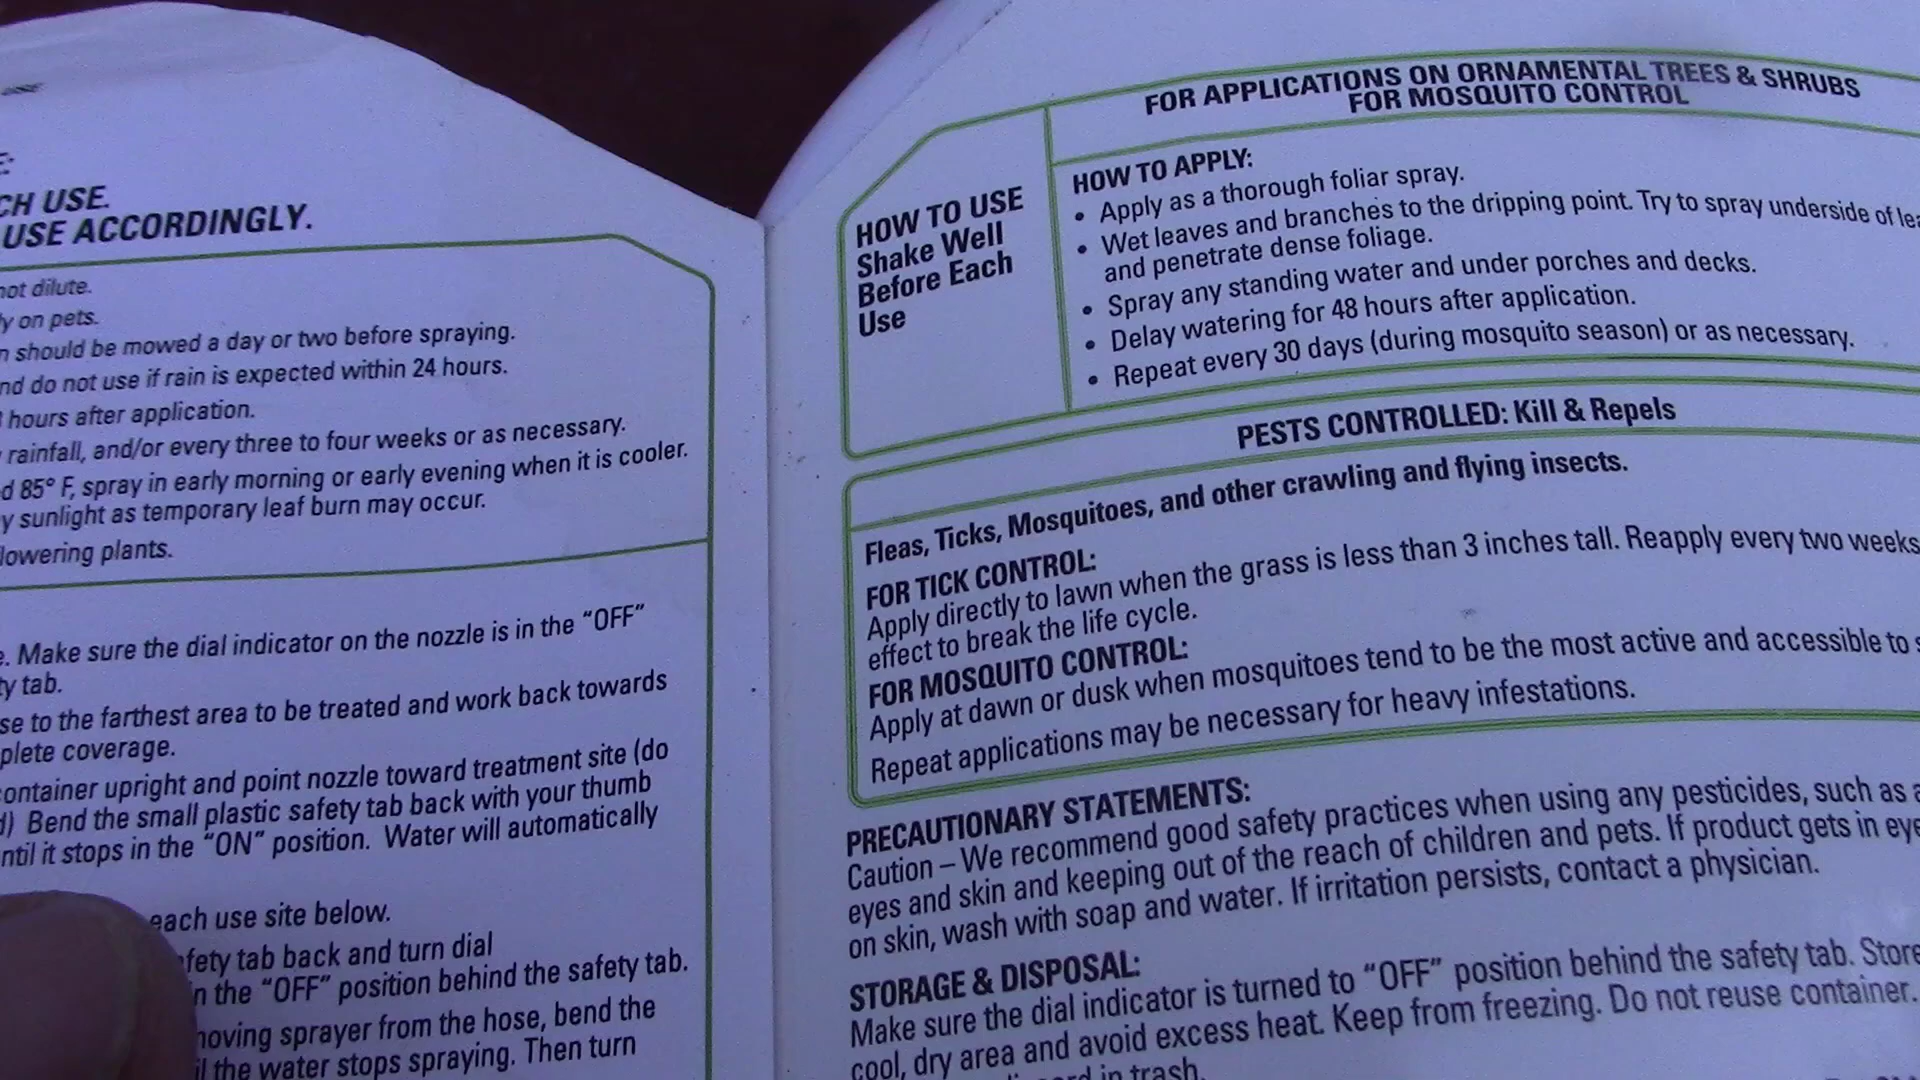 E:
CH USE.
USE ACCORDINGLY.
not dilute.
y on pets.
n should be mowed a day or two before spraying.
nd do not use if rain is expected within 24 hours.
hours after application.
rainfall, and/or every three to four weeks or as necessary.
d 85° F, spray in early morning or early evening when it is cooler.
y sunlight as temporary leaf burn may occur.
lowering plants.
e. Make sure the dial indicator on the nozzle is in the “OFF”
ty tab.
se to the farthest area to be treated and work back towards
plete coverage.
ontainer upright and point nozzle toward treatment site (do
d) Bend the small plastic safety tab back with your thumb
ntil it stops in the “ON” position. Water will automatically
each use site below.
fety tab back and turn dial
n the “OFF” position behind the safety tab.
moving sprayer from the hose, bend the
il the water stops spraying. Then turn
FOR APPLICATIONS ON ORNAMENTAL TREES & SHRUBS
FOR MOSQUITO CONTROL
HOW TO USE
Shake Well
Before Each
Use
HOW TO APPLY:
• Apply as a thorough foliar spray.
• Wet leaves and branches to the dripping point. Try to spray underside of lea
and penetrate dense foliage.
• Spray any standing water and under porches and decks.
• Delay watering for 48 hours after application.
• Repeat every 30 days (during mosquito season) or as necessary.
PESTS CONTROLLED: Kill & Repels
Fleas, Ticks, Mosquitoes, and other crawling and flying insects.
FOR TICK CONTROL:
Apply directly to lawn when the grass is less than 3 inches tall. Reapply every two weeks
effect to break the life cycle.
FOR MOSQUITO CONTROL:
Apply at dawn or dusk when mosquitoes tend to be the most active and accessible to s
Repeat applications may be necessary for heavy infestations.
PRECAUTIONARY STATEMENTS:
Caution – We recommend good safety practices when using any pesticides, such as a
eyes and skin and keeping out of the reach of children and pets. If product gets in eye
on skin, wash with soap and water. If irritation persists, contact a physician.
STORAGE & DISPOSAL:
Make sure the dial indicator is turned to “OFF” position behind the safety tab. Store
cool, dry area and avoid excess heat. Keep from freezing. Do not reuse container.
in trash.